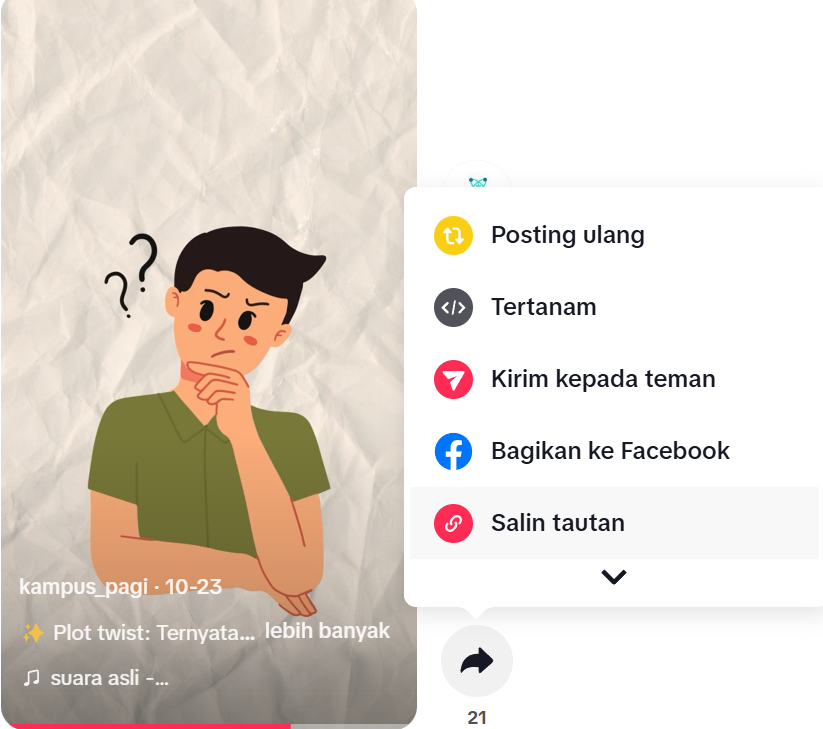 ? ?
Posting ulang
Tertanam
Kirim kepada teman
Bagikan ke Facebook
Salin tautan
kampus_pagi · 10-23
✨ Plot twist: Ternyata... lebih banyak
suara asli -...
21